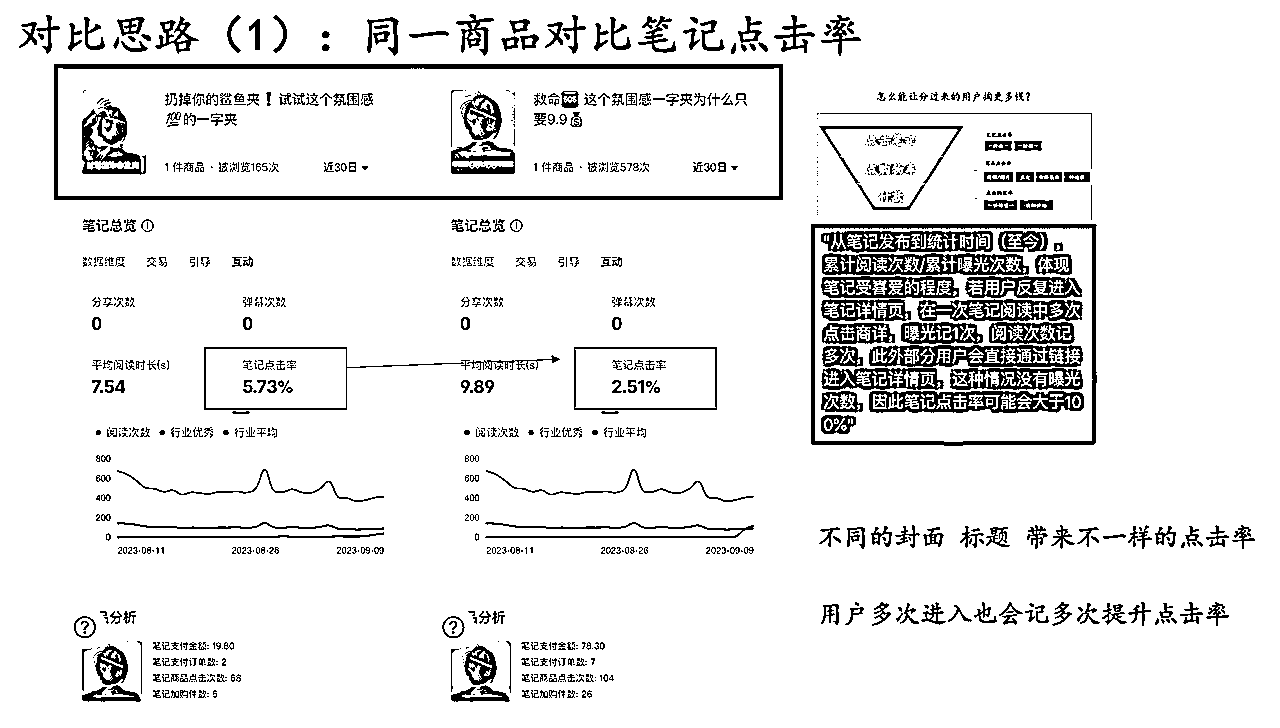 对比思路（1）：同一商品对比笔记点击率
扔掉你的鲨鱼夹❗试试这个氛围感
💯的一字夹
1 件商品 · 被浏览165次 近30日
救命🆘 这个氛围感一字夹为什么只
要9.9💰
1 件商品 · 被浏览578次 近30日
笔记总览
数据维度 交易 引导 互动
分享次数 弹幕次数
0 0
平均阅读时长(s) 笔记点击率
7.54 5.73%
• 阅读次数 • 行业优秀 • 行业平均
800
600
400
200
0
2023-08-11 2023-08-26 2023-09-09
品分析
笔记支付金额: 19.80
笔记支付订单数: 2
笔记商品点击次数: 68
笔记加购件数: 5
笔记总览
数据维度 交易 引导 互动
分享次数 弹幕次数
0 0
平均阅读时长(s) 笔记点击率
9.89 2.51%
• 阅读次数 • 行业优秀 • 行业平均
800
600
400
200
0
2023-08-11 2023-08-26 2023-09-09
品分析
笔记支付金额: 78.30
笔记支付订单数: 7
笔记商品点击次数: 104
笔记加购件数: 26
怎么能让分过来的用户掏更多钱？
"从笔记发布到统计时间（至今），
累计阅读次数/累计曝光次数，体现
笔记受喜爱的程度，若用户反复进入
笔记详情页，在一次笔记阅读中多次
点击商详，曝光记1次，阅读次数记
多次，此外部分用户会直接通过链接
进入笔记详情页，这种情况没有曝光
次数，因此笔记点击率可能会大于10
0%"
不同的封面 标题 带来不一样的点击率
用户多次进入也会记多次提升点击率